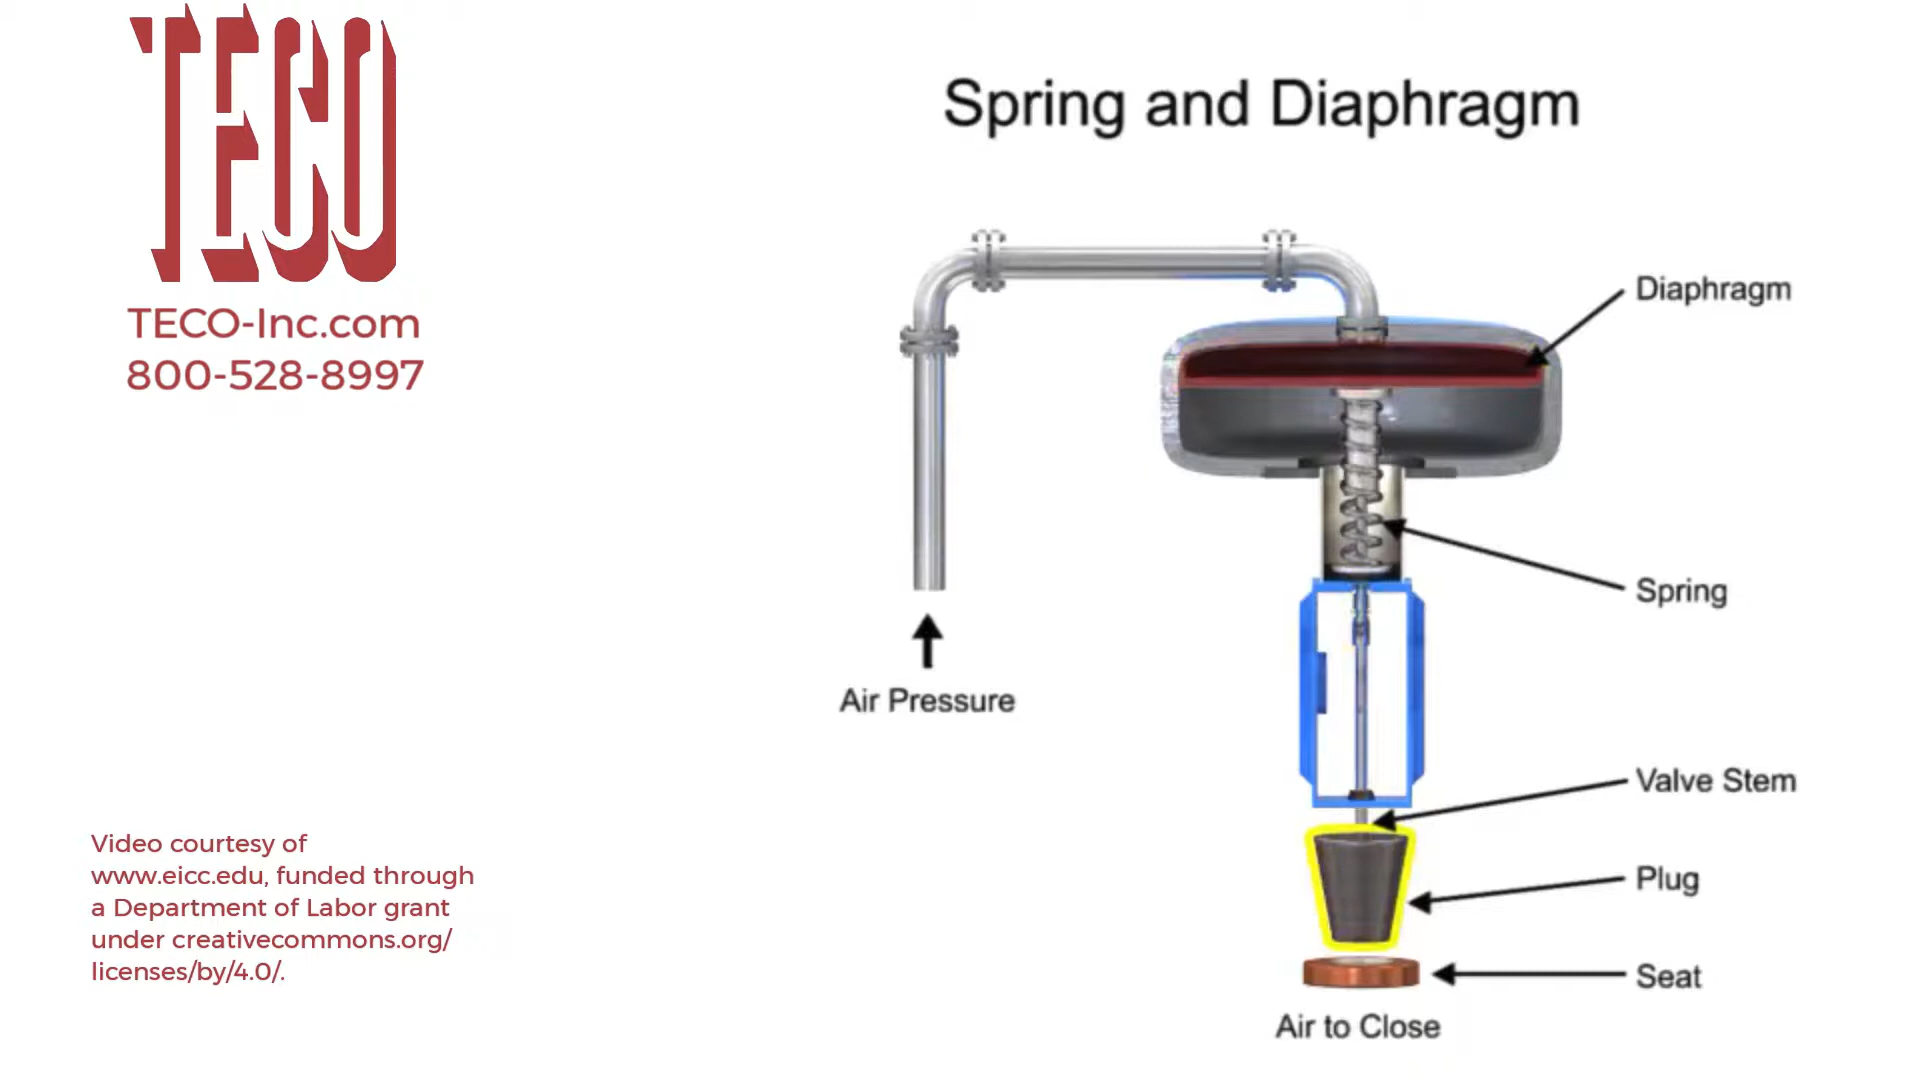 TECO
TECO-Inc.com
800-528-8997
Spring and Diaphragm
Diaphragm
Spring
Air Pressure
Valve Stem
Plug
Seat
Air to Close
Video courtesy of
www.eicc.edu, funded through
a Department of Labor grant
under creativecommons.org/
licenses/by/4.0/.